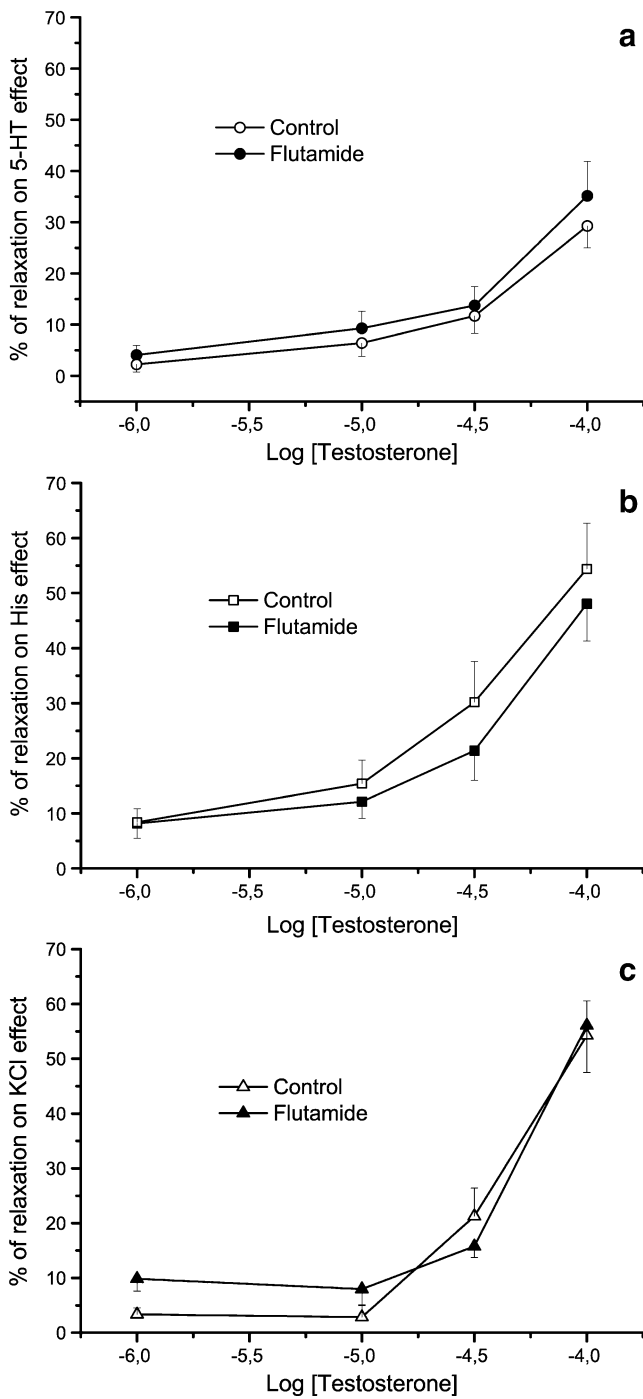 a
70
60
50
40
30
20
10
0
% of relaxation on 5-HT effect
Control
Flutamide
-6,0 -5,5 -5,0 -4,5 -4,0
Log [Testosterone]
b
70
60
50
40
30
20
10
0
% of relaxation on His effect
Control
Flutamide
-6,0 -5,5 -5,0 -4,5 -4,0
Log [Testosterone]
c
70
60
50
40
30
20
10
0
% of relaxation on KCl effect
Control
Flutamide
-6,0 -5,5 -5,0 -4,5 -4,0
Log [Testosterone]